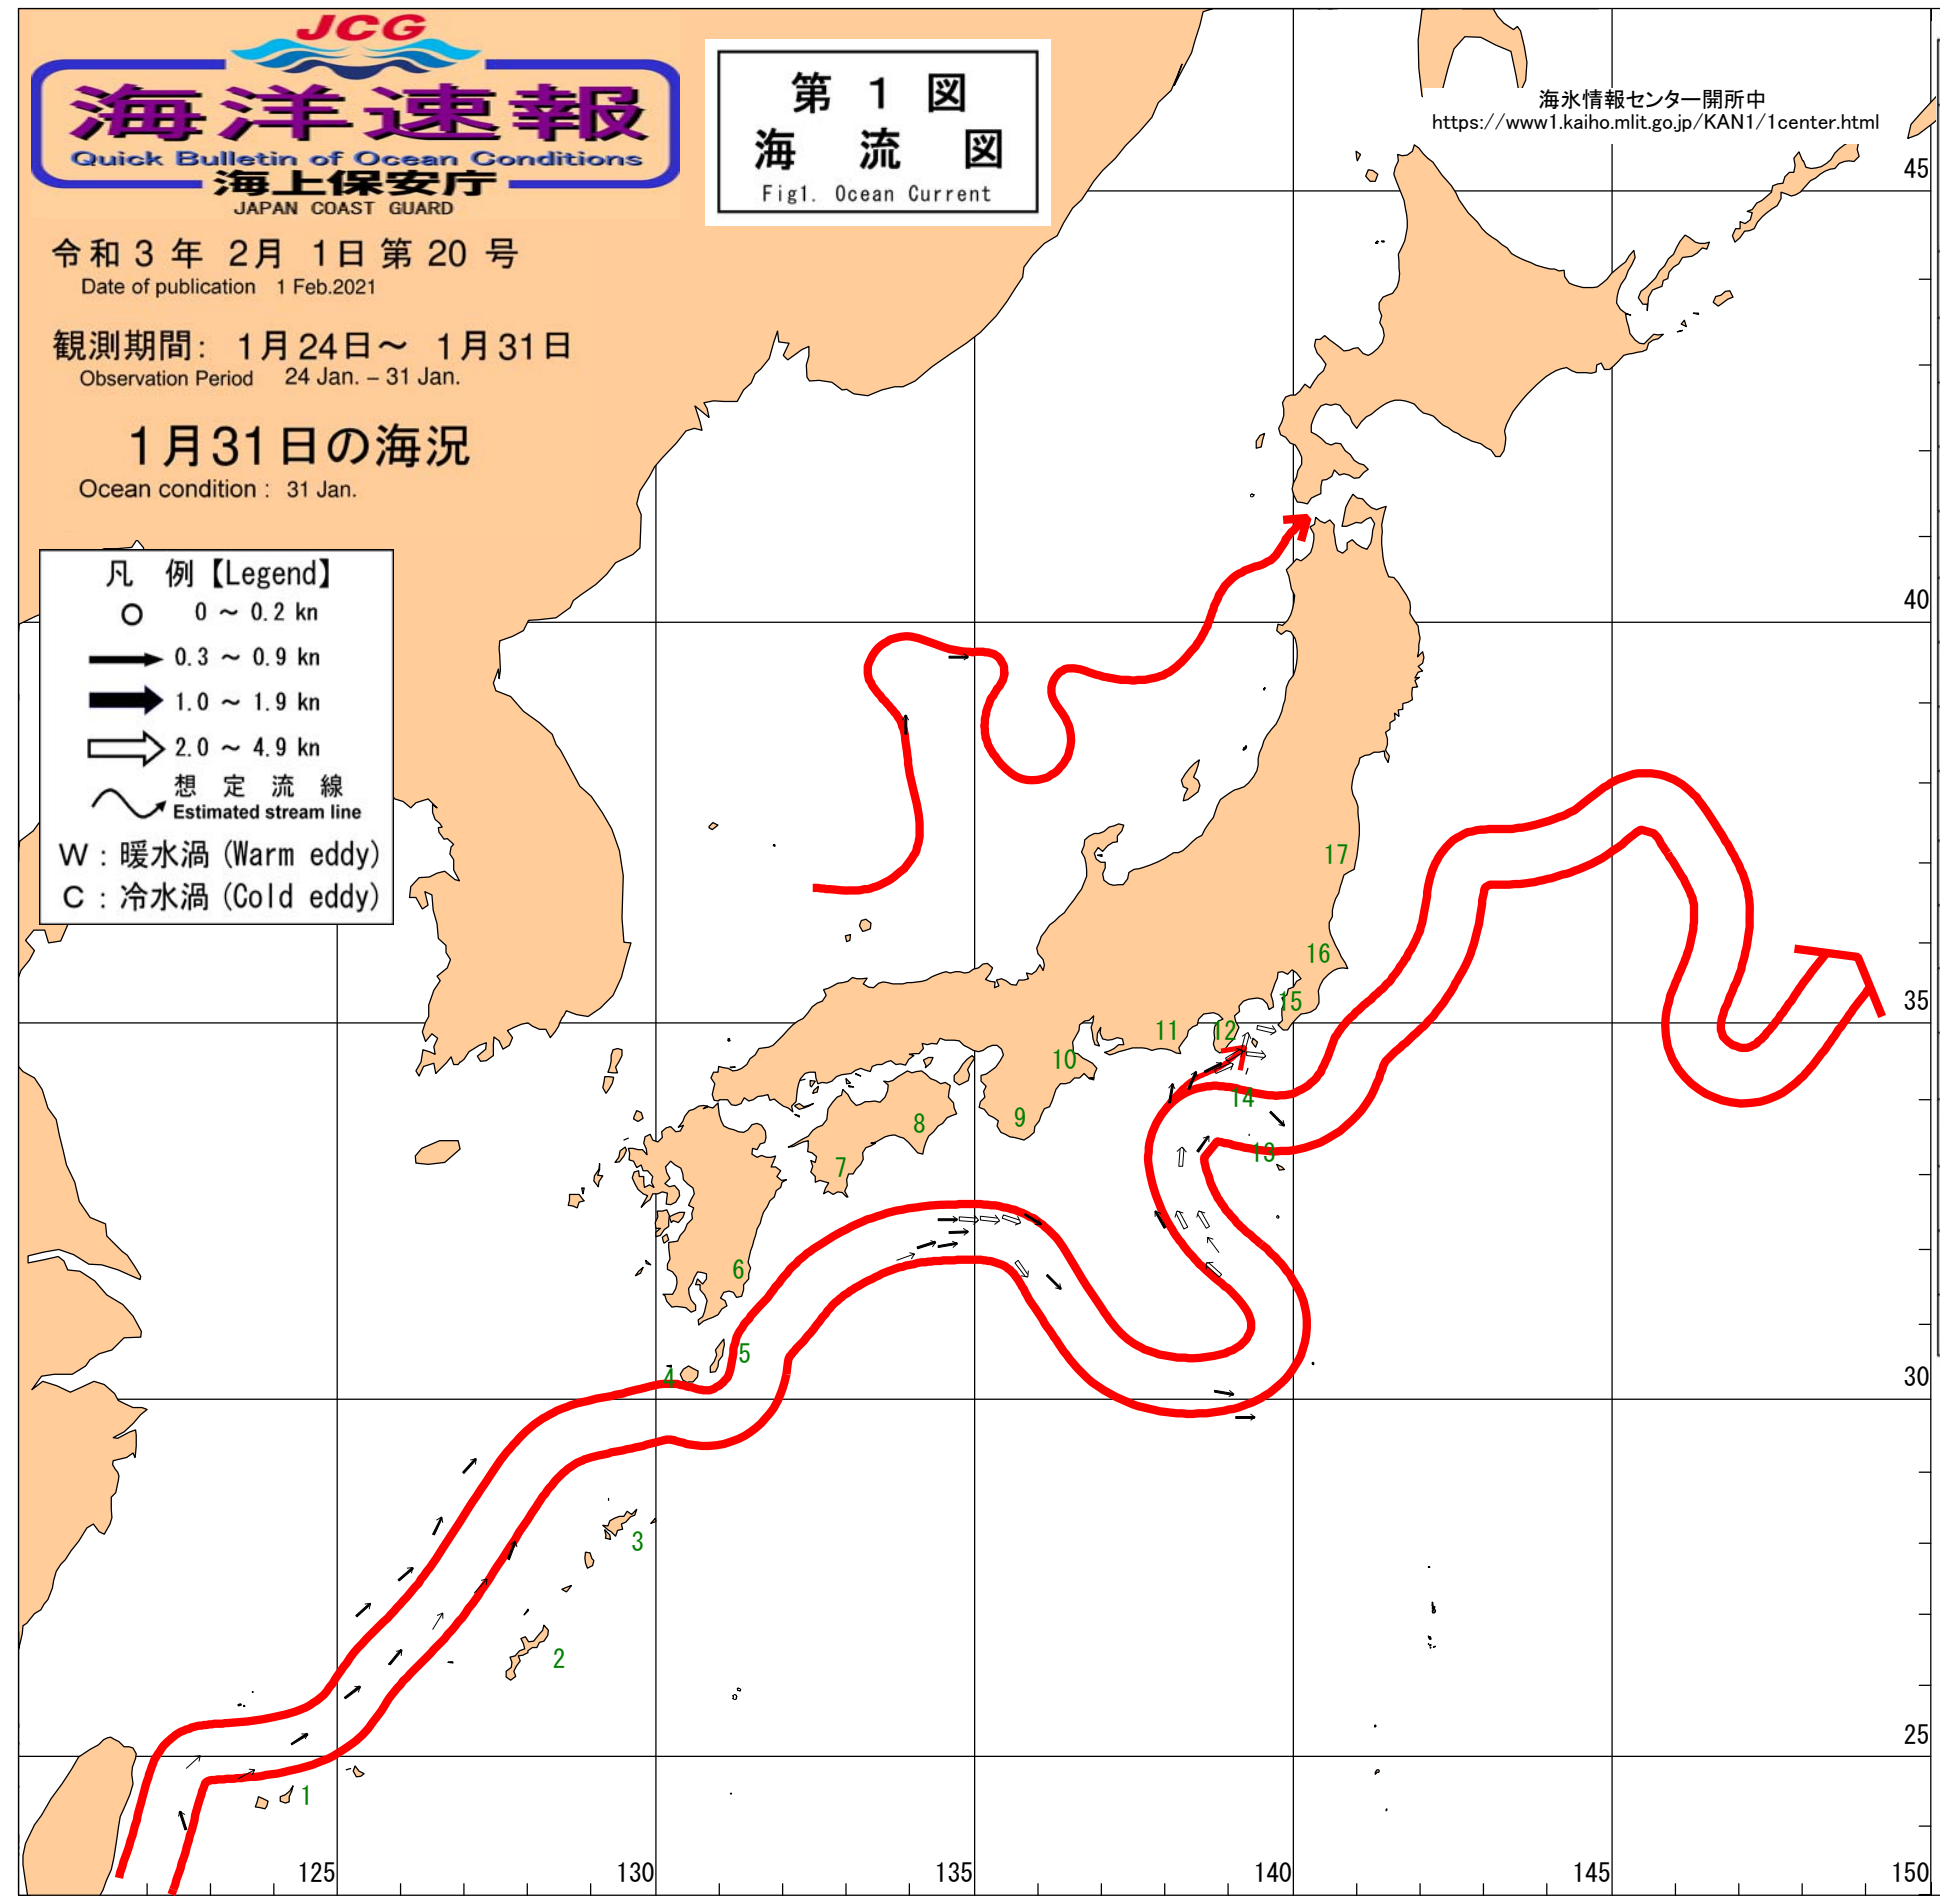 JCG
海洋速報
Quick Bulletin of Ocean Conditions
海上保安庁
JAPAN COAST GUARD
第 1 図
海 流 図
Fig1. Ocean Current
海氷情報センター開所中
https://www1.kaiho.mlit.go.jp/KAN1/1center.html
令和 3 年 2月 1日 第 20 号
Date of publication 1 Feb.2021
観測期間: 1月24日～ 1月31日
Observation Period 24 Jan. – 31 Jan.
1月31日の海況
Ocean condition : 31 Jan.
凡 例【Legend】
0 ～ 0.2 kn
0.3 ～ 0.9 kn
1.0 ～ 1.9 kn
2.0 ～ 4.9 kn
想 定 流 線
Estimated stream line
W : 暖水渦 (Warm eddy)
C : 冷水渦 (Cold eddy)
45
40
17
16
35
15
12
11
10
14
9
8
13
7
6
5
4
30
3
2
25
1
125
130
135
140
145
150